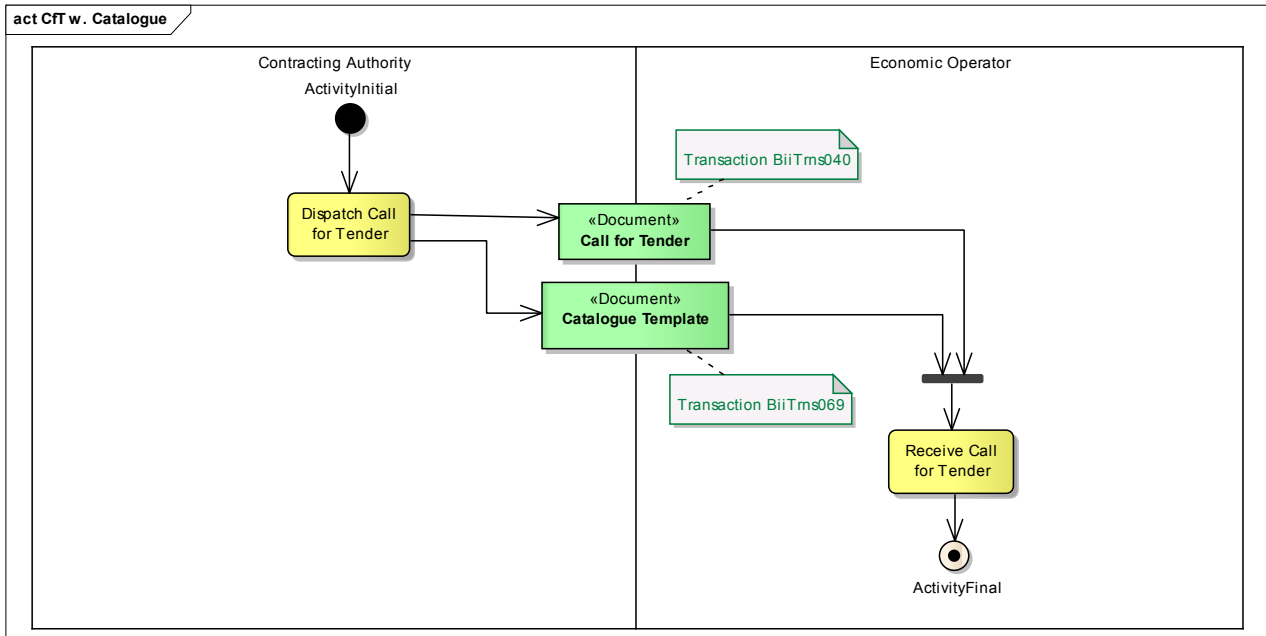 act CfT w. Catalogue
Contracting Authority
Economic Operator
ActivityInitial
Transaction BiiTrns040
Dispatch Call
for Tender
«Document»
Call for Tender
«Document»
Catalogue Template
Transaction BiiTrns069
Receive Call
for Tender
ActivityFinal